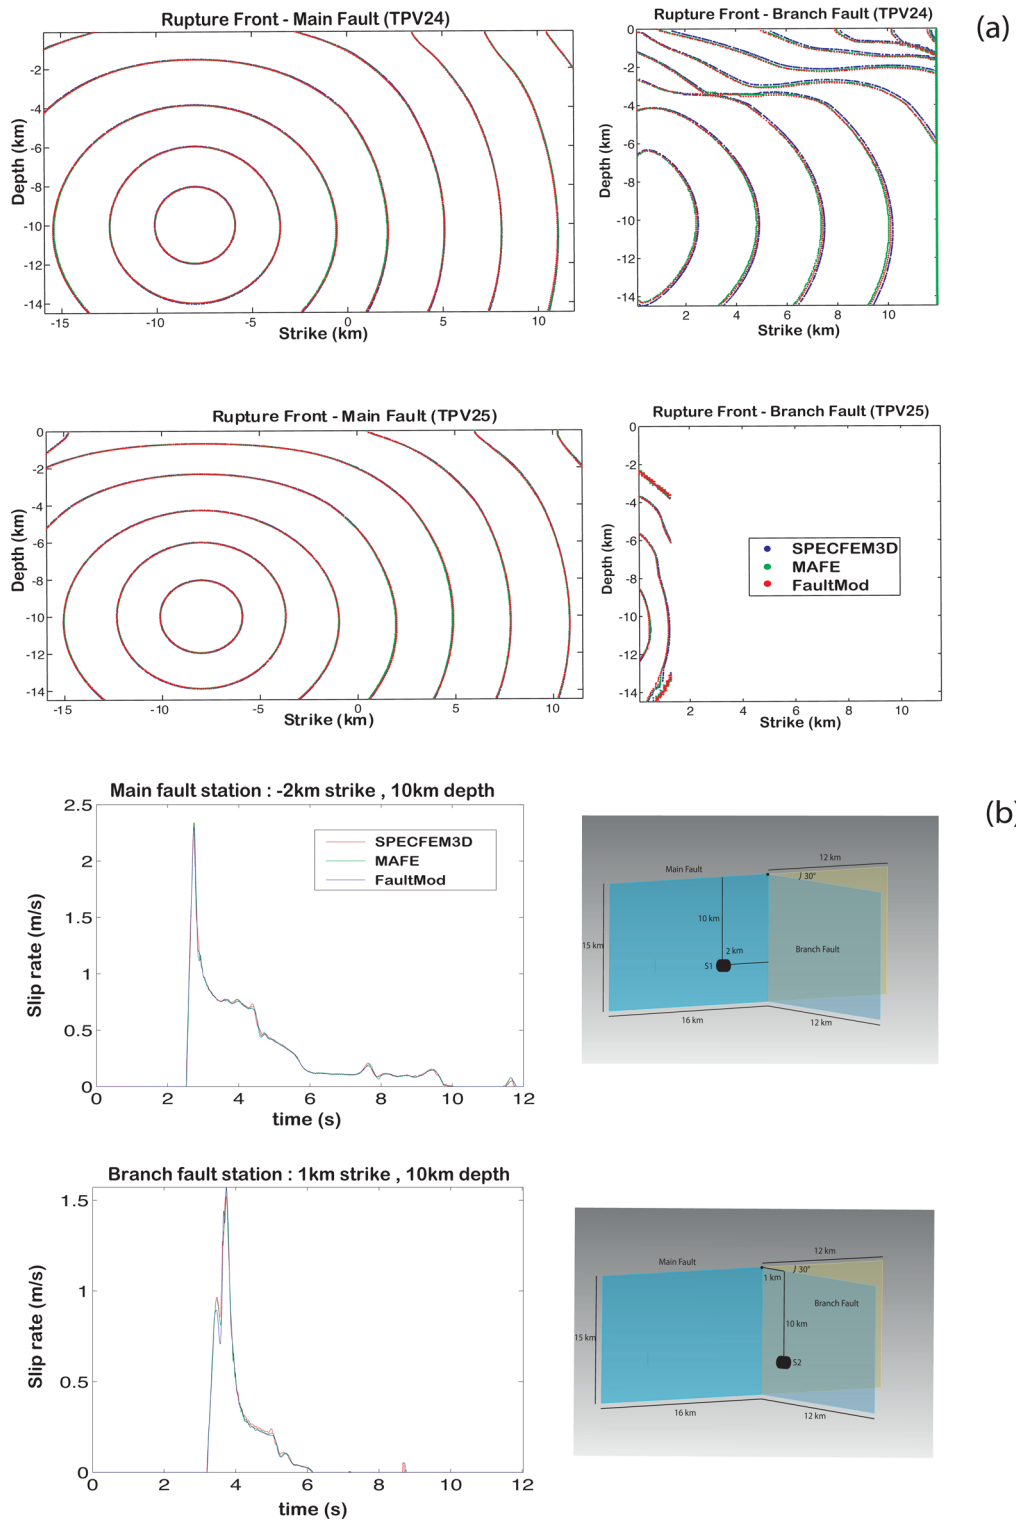 Rupture Front - Main Fault (TPV24)
Rupture Front - Branch Fault (TPV24)
(a)
Depth (km)
-2
-4
-6
-8
-10
-12
-14
-15
-10
-5
0
5
10
Strike (km)
Depth (km)
0
-2
-4
-6
-8
-10
-12
-14
2
4
6
8
10
Strike (km)
Rupture Front - Main Fault (TPV25)
Rupture Front - Branch Fault (TPV25)
Depth (km)
0
-2
-4
-6
-8
-10
-12
-14
-15
-10
-5
0
5
10
Strike (km)
Depth (km)
0
-2
-4
-6
-8
-10
-12
-14
2
4
6
8
10
Strike (km)
SPECFEM3D
MAFE
FaultMod
Main fault station : -2km strike , 10km depth
(b)
Slip rate (m/s)
2.5
2
1.5
1
0.5
0
0
2
4
6
8
10
12
time (s)
SPECFEM3D
MAFE
FaultMod
12 km
Main Fault
30°
10 km
15 km
2 km
S1
Branch Fault
16 km
12 km
Branch fault station : 1km strike , 10km depth
Slip rate (m/s)
1.5
1
0.5
0
0
2
4
6
8
10
12
time (s)
12 km
Main Fault
30°
1 km
Branch Fault
10 km
15 km
S2
16 km
12 km